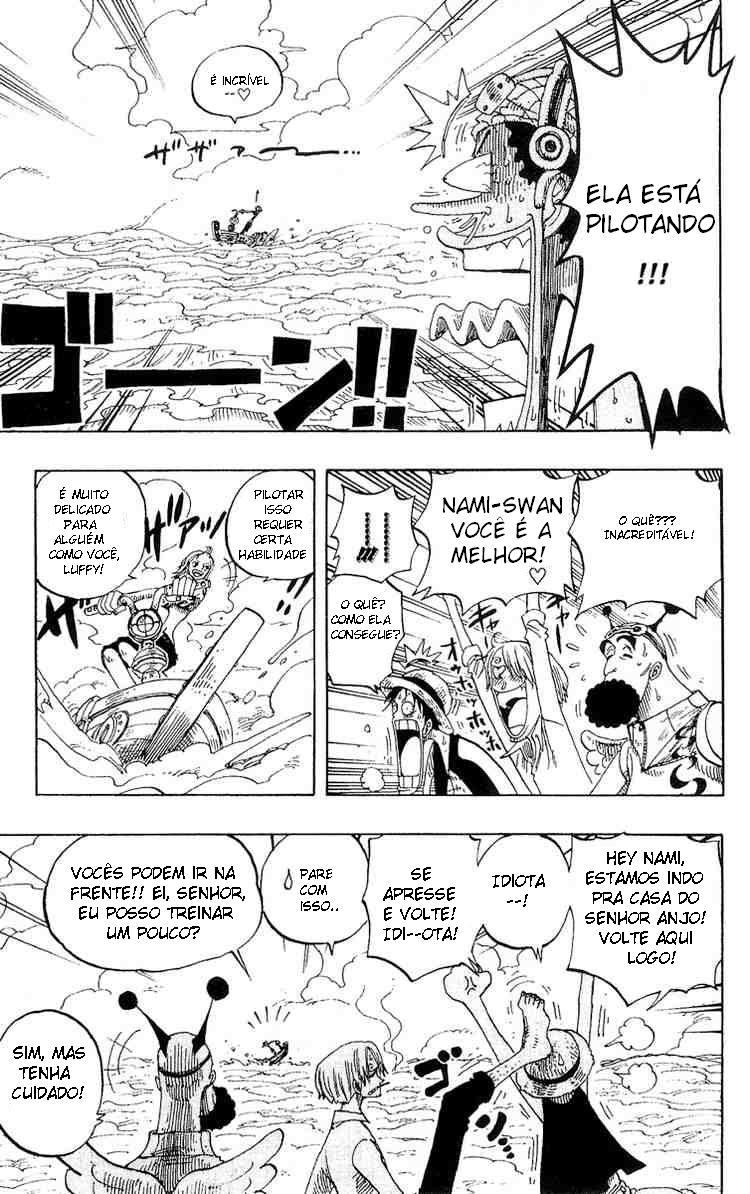 ELA ESTÁ
PILOTANDO
!!!
É INCRÍVEL
--♡
ザザァァー――...
ゴーーン!!
O QUÊ???
INACREDITÁVEL!
NAMI-SWAN
VOCÊ É A
MELHOR!
♡
O QUÊ?
COMO ELA
CONSEGUE?
PILOTAR
ISSO
REQUER
CERTA
HABILIDADE
É MUITO
DELICADO
PARA
ALGUÉM
COMO VOCÊ,
LUFFY!
HEY NAMI,
ESTAMOS INDO
PRA CASA DO
SENHOR ANJO!
VOLTE AQUI
LOGO!
IDIOTA
--!
SE
APRESSE
E VOLTE!
IDI--OTA!
PARE
COM
ISSO..
VOCÊS PODEM IR NA
FRENTE!! EI, SENHOR,
EU POSSO TREINAR
UM POUCO?
SIM, MAS
TENHA
CUIDADO!